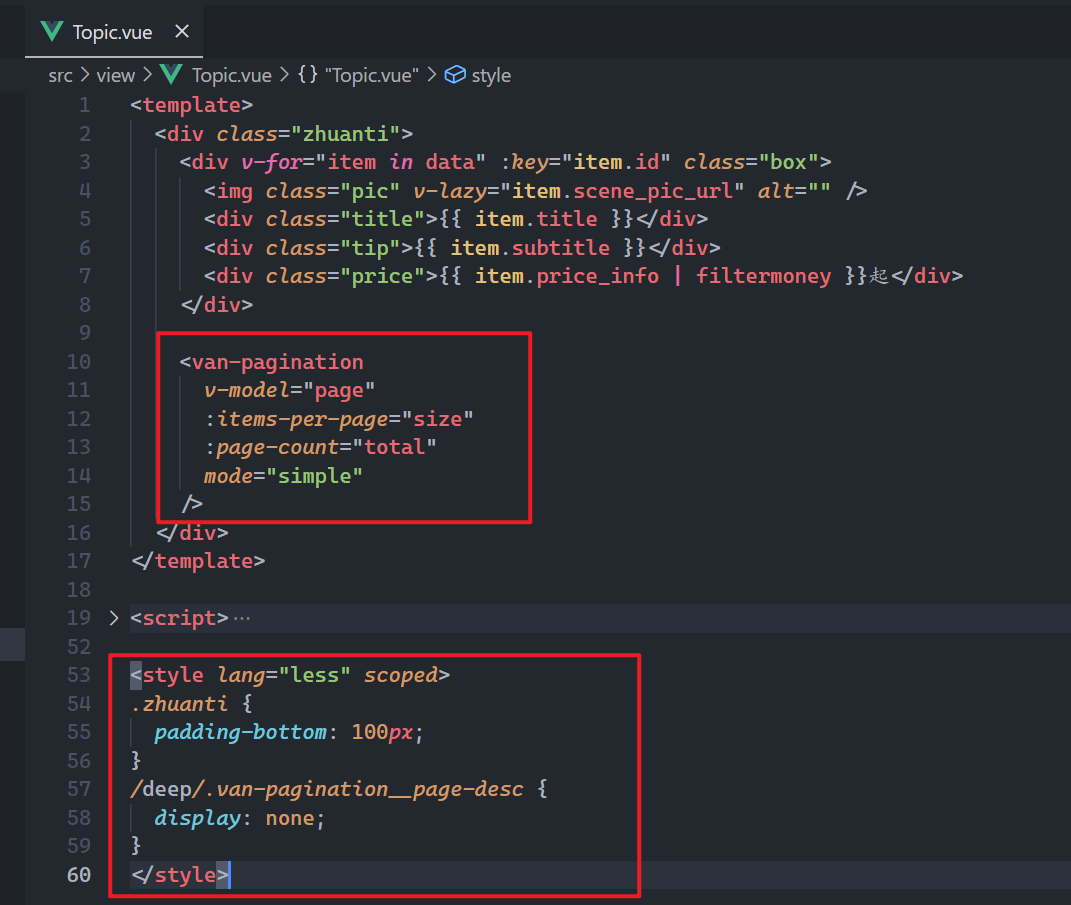 Topic.vue ×
src > view > Topic.vue > {} "Topic.vue" > style
1 <template>
2 <div class="zhuanti">
3 <div v-for="item in data" :key="item.id" class="box">
4 <img class="pic" v-lazy="item.scene_pic_url" alt="" />
5 <div class="title">{{ item.title }}</div>
6 <div class="tip">{{ item.subtitle }}</div>
7 <div class="price">{{ item.price_info | filtermoney }}起</div>
8 </div>
9
10 <van-pagination
11 v-model="page"
12 :items-per-page="size"
13 :page-count="total"
14 mode="simple"
15 />
16 </div>
17 </template>
18
19 > <script>···
52
53 <style lang="less" scoped>
54 .zhuanti {
55 padding-bottom: 100px;
56 }
57 /deep/.van-pagination__page-desc {
58 display: none;
59 }
60 </style>